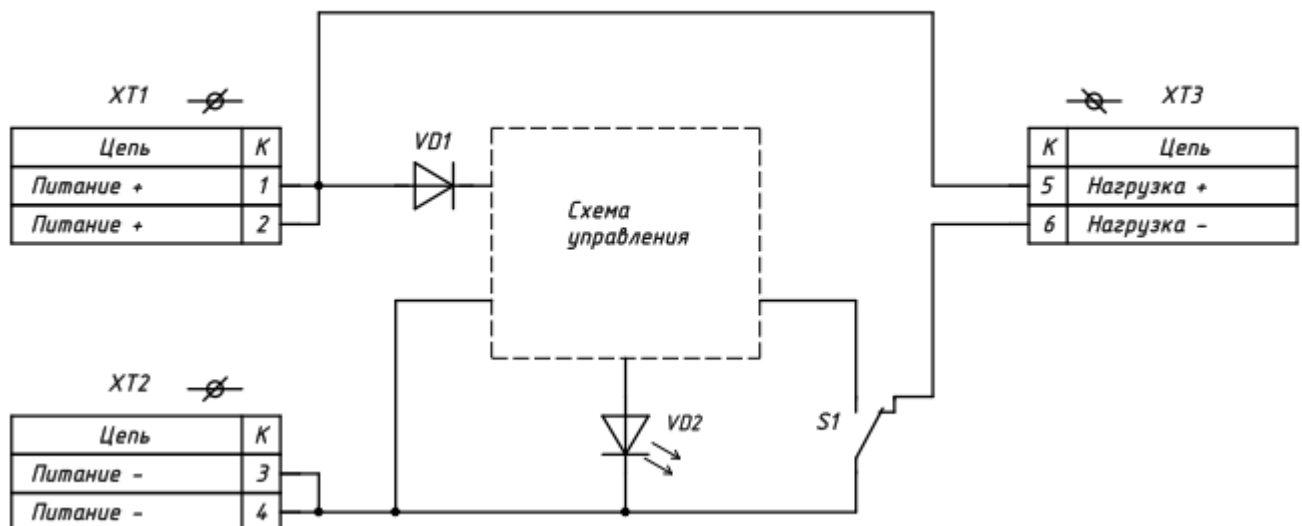 XT1
Цепь K
Питание + 1
Питание + 2
VD1
Схема
управления
XT3
K Цепь
5 Нагрузка +
6 Нагрузка -
XT2
Цепь K
Питание - 3
Питание - 4
VD2
S1